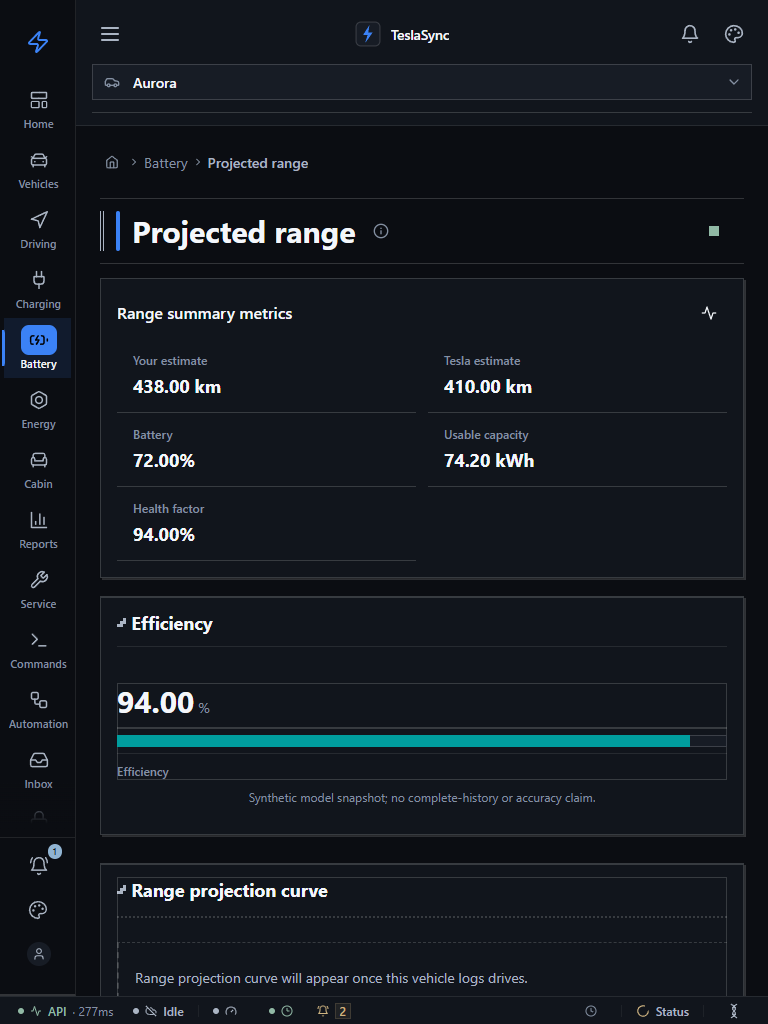 TeslaSync
Aurora
Home
Vehicles
Driving
Charging
Battery
Energy
Cabin
Reports
Service
Commands
Automation
Inbox
1
Battery
Projected range
Projected range
Range summary metrics
Your estimate
438.00 km
Tesla estimate
410.00 km
Battery
72.00%
Usable capacity
74.20 kWh
Health factor
94.00%
Efficiency
94.00 %
Efficiency
Synthetic model snapshot; no complete-history or accuracy claim.
Range projection curve
Range projection curve will appear once this vehicle logs drives.
API · 277ms
Idle
2
Status